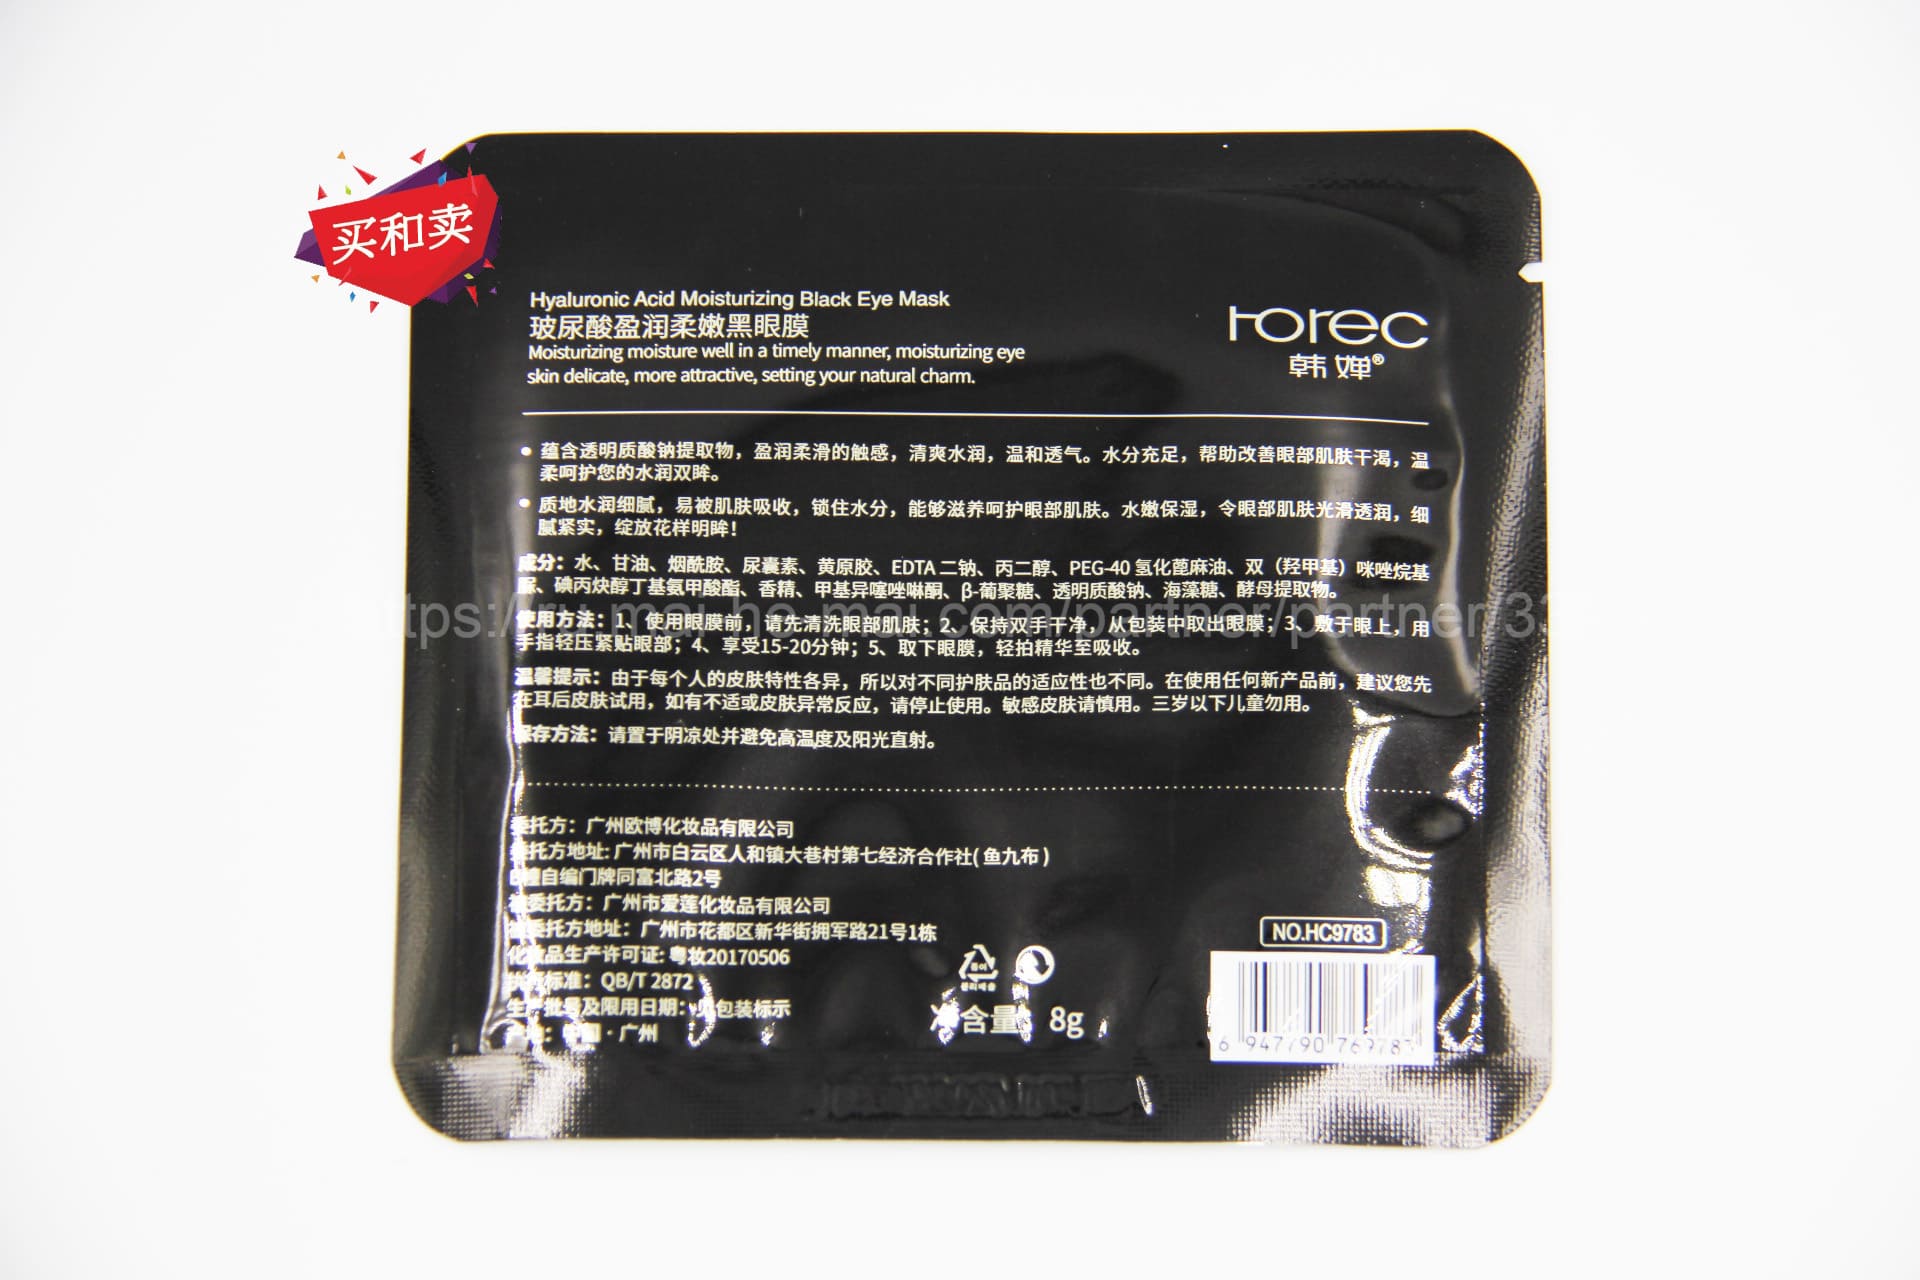 买和卖
Hyaluronic Acid Moisturizing Black Eye Mask
玻尿酸盈润柔嫩黑眼膜
Moisturizing moisture well in a timely manner, moisturizing eye
skin delicate, more attractive, setting your natural charm.
horec
韩婵®
• 蕴含透明质酸钠提取物，盈润柔滑的触感，清爽水润，温和透气。水分充足，帮助改善眼部肌肤干渴，温
柔呵护您的水润双眸。
• 质地水润细腻，易被肌肤吸收，锁住水分，能够滋养呵护眼部肌肤。水嫩保湿，令眼部肌肤光滑透润，细
腻紧实，绽放花样明眸！
成分：水、甘油、烟酰胺、尿囊素、黄原胶、EDTA 二钠、丙二醇、PEG-40 氢化蓖麻油、双（羟甲基）咪唑烷基
脲、碘丙炔醇丁基氨甲酸酯、香精、甲基异噻唑啉酮、β-葡聚糖、透明质酸钠、海藻糖、酵母提取物。
https://ru.mai-he-mai.com/partner/partner/33
使用方法：1、使用眼膜前，请先清洗眼部肌肤；2、保持双手干净，从包装中取出眼膜；3、敷于眼上，用
手指轻压紧贴眼部；4、享受15-20分钟；5、取下眼膜，轻拍精华至吸收。
温馨提示：由于每个人的皮肤特性各异，所以对不同护肤品的适应性也不同。在使用任何新产品前，建议您先
在耳后皮肤试用，如有不适或皮肤异常反应，请停止使用。敏感皮肤请慎用。三岁以下儿童勿用。
保存方法：请置于阴凉处并避免高温度及阳光直射。
委托方：广州欧博化妆品有限公司
委托方地址: 广州市白云区人和镇大巷村第七经济合作社( 鱼九布 )
自编门牌同富北路2号
被委托方：广州市爱莲化妆品有限公司
被委托方地址：广州市花都区新华街拥军路21号1栋
化妆品生产许可证: 粤妆20170506
执行标准：QB/T 2872
生产批号及限用日期：见包装标示
产地：中国 · 广州
净含量：8g
NO.HC9783
6 947790 769783